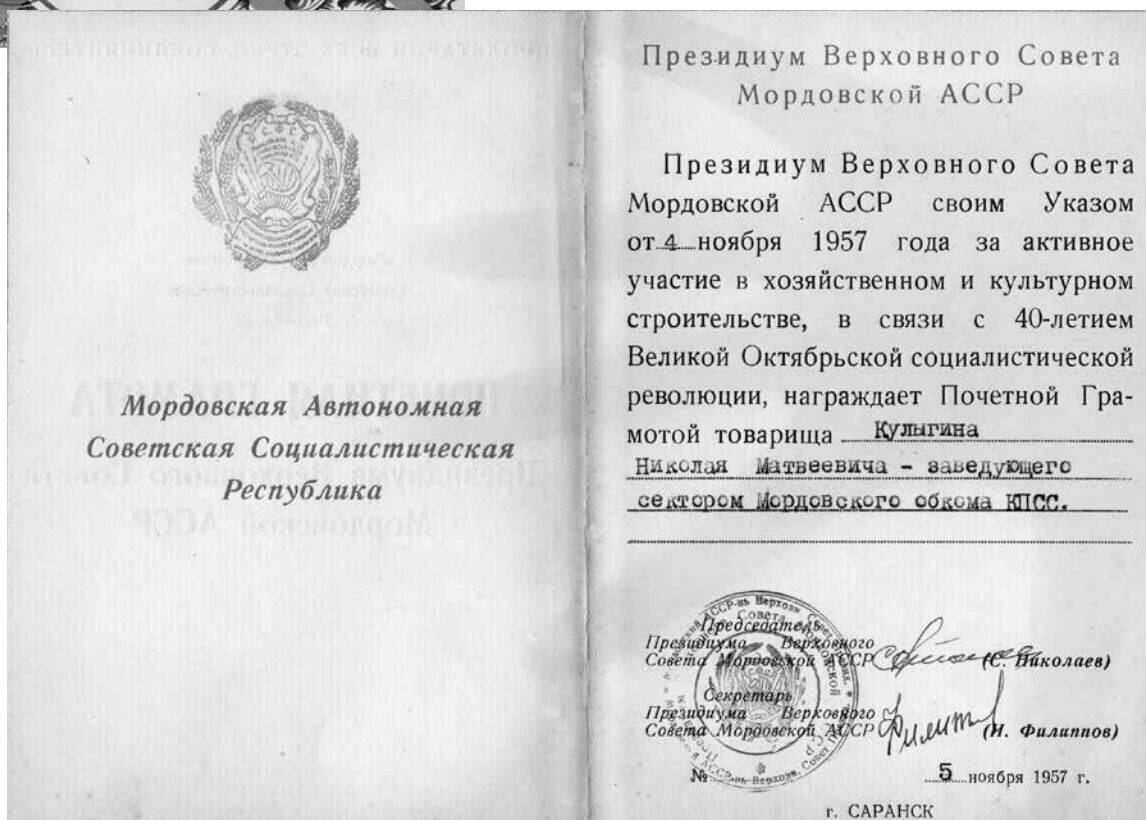 Мордовская Автономная
Советская Социалистическая
Республика
Президиум Верховного Совета
Мордовской АССР
Президиум Верховного Совета
Мордовской АССР своим Указом
от 4 ноября 1957 года за активное
участие в хозяйственном и культурном
строительстве, в связи с 40-летием
Великой Октябрьской социалистической
революции, награждает Почетной Гра-
мотой товарища Кулыгина
Николая Матвеевича - заведующего
сектором Мордовского обкома КПСС.
Председатель
Президиума Верховного
Совета Мордовской АССР (С. Николаев)
Секретарь
Президиума Верховного
Совета Мордовской АССР (И. Филиппов)
№ 5 ноября 1957 г.
г. САРАНСК